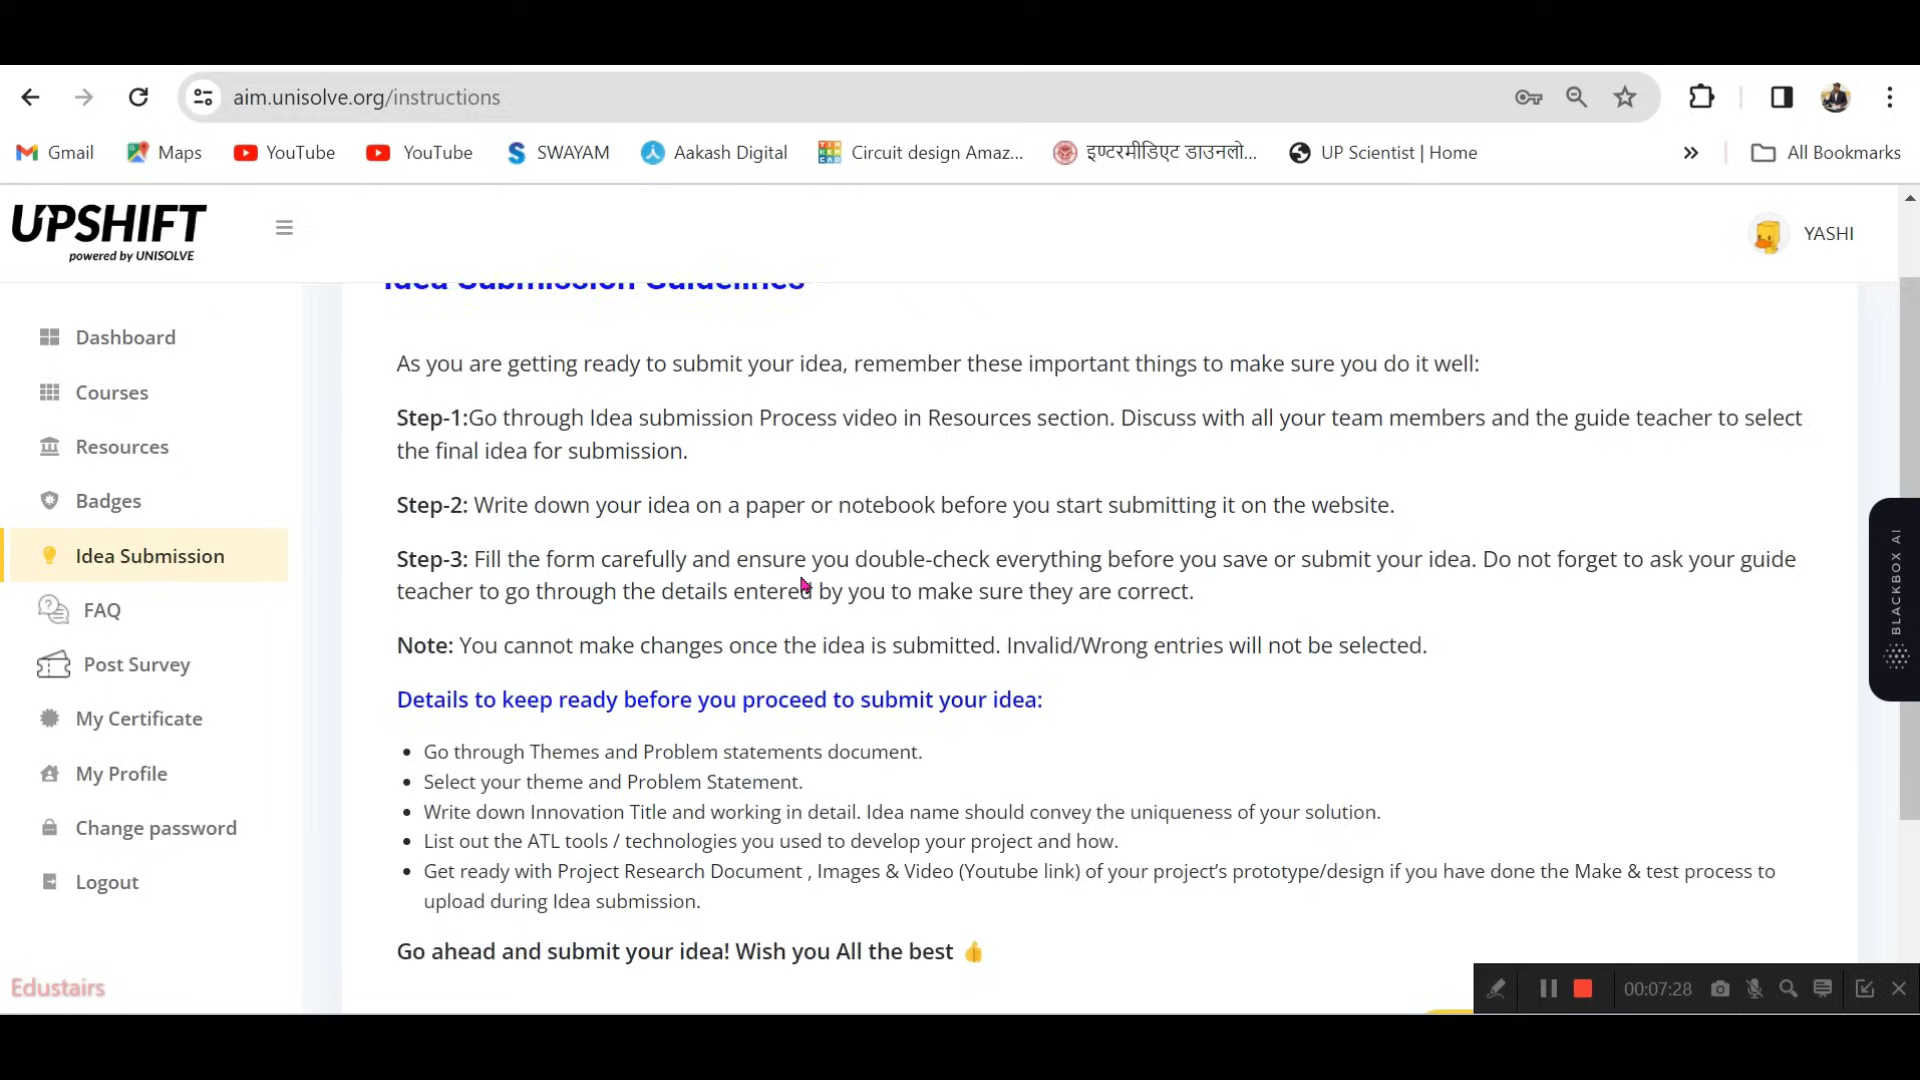 aim.unisolve.org/instructions
Gmail Maps YouTube YouTube SWAYAM Aakash Digital Circuit design Amaz... इण्टरमीडिएट डाउनलो... UP Scientist | Home All Bookmarks
UPSHIFT
powered by UNISOLVE
YASHI
Idea Submission Guidelines
Dashboard
Courses
Resources
Badges
Idea Submission
FAQ
Post Survey
My Certificate
My Profile
Change password
Logout
As you are getting ready to submit your idea, remember these important things to make sure you do it well:
Step-1:Go through Idea submission Process video in Resources section. Discuss with all your team members and the guide teacher to select
the final idea for submission.
Step-2: Write down your idea on a paper or notebook before you start submitting it on the website.
Step-3: Fill the form carefully and ensure you double-check everything before you save or submit your idea. Do not forget to ask your guide
teacher to go through the details entered by you to make sure they are correct.
Note: You cannot make changes once the idea is submitted. Invalid/Wrong entries will not be selected.
Details to keep ready before you proceed to submit your idea:
• Go through Themes and Problem statements document.
• Select your theme and Problem Statement.
• Write down Innovation Title and working in detail. Idea name should convey the uniqueness of your solution.
• List out the ATL tools / technologies you used to develop your project and how.
• Get ready with Project Research Document , Images & Video (Youtube link) of your project’s prototype/design if you have done the Make & test process to
upload during Idea submission.
Go ahead and submit your idea! Wish you All the best 👍
BLACKBOX AI
Edustairs
00:07:28